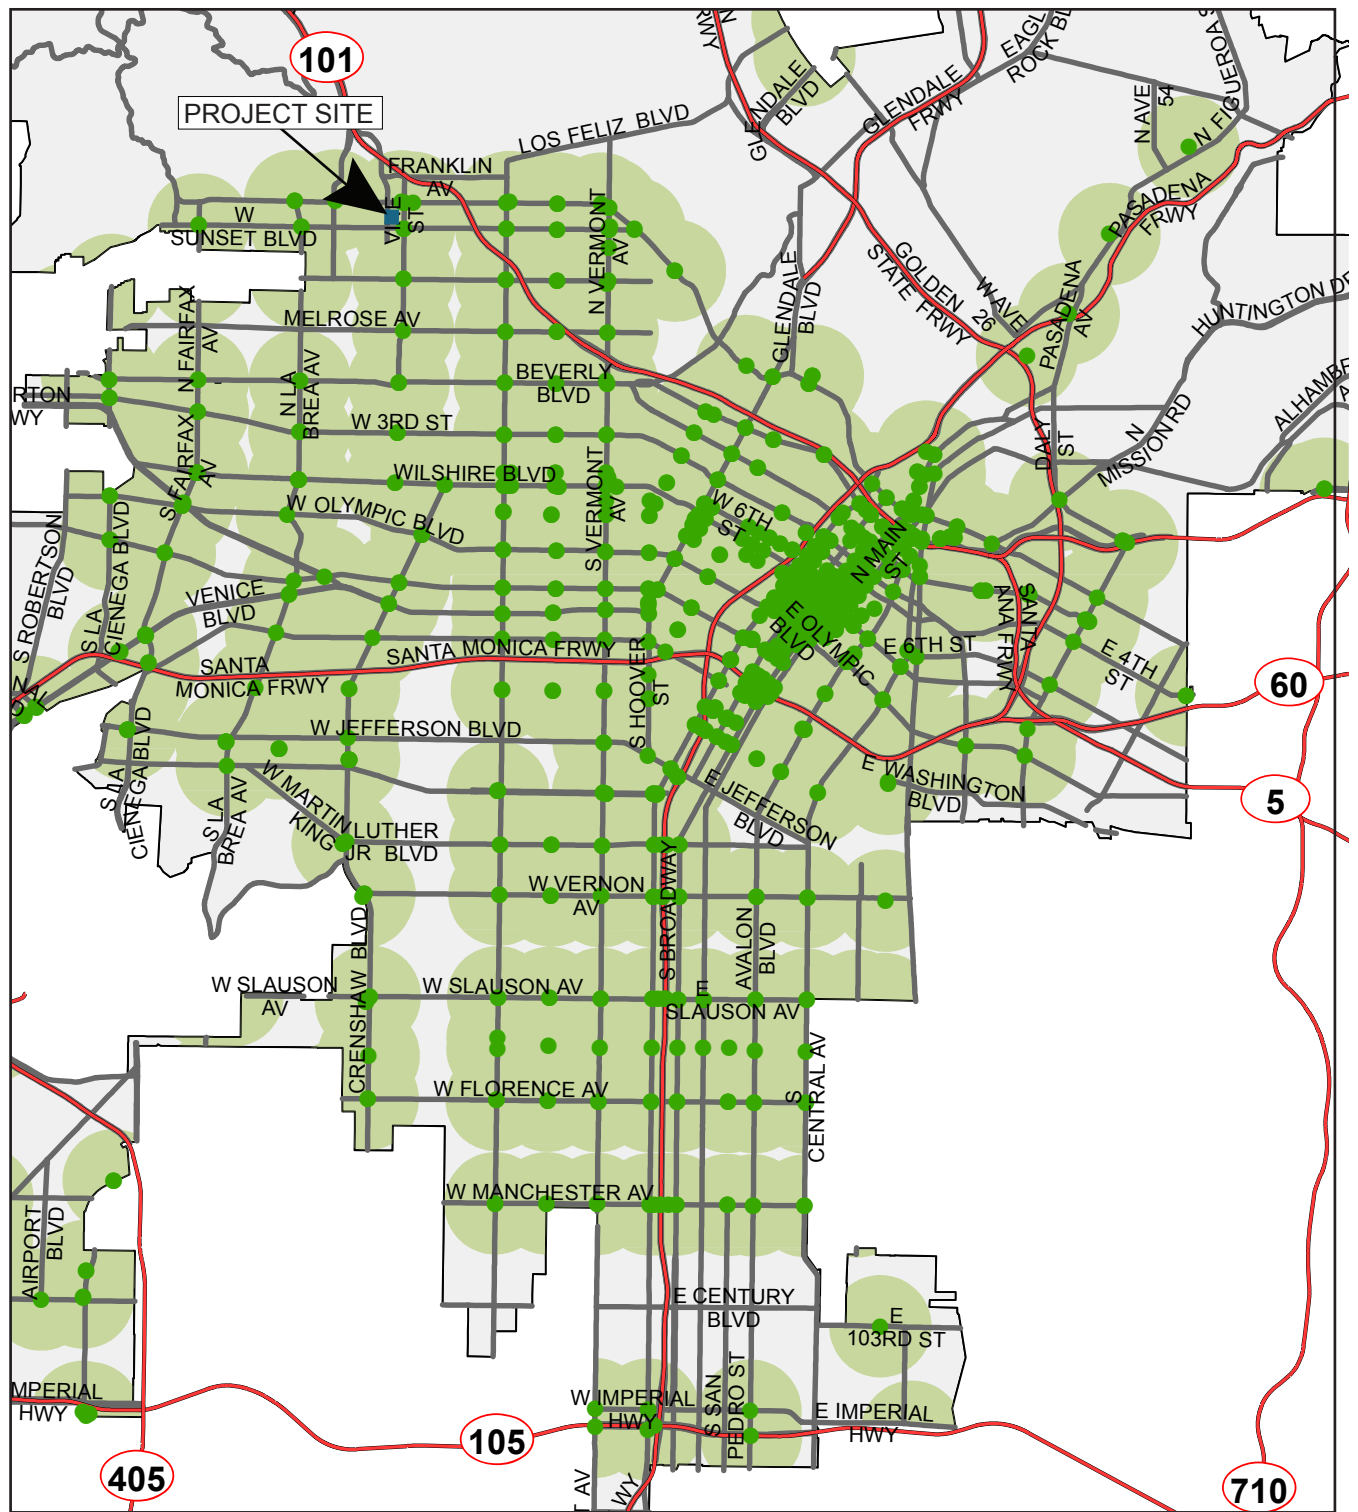 101
PROJECT SITE
FRANKLIN
AV
LOS FELIZ BLVD
GLENDALE
BLVD
GLENDALE
FRWY
EAGL
ROCK BL
N FIGUEROA S
N AVE
54
PASADENA
FRWY
W
SUNSET BLVD
VINE
ST
N VERMONT
AV
GLENDALE
BLVD
GOLDEN
STATE FRWY
W AVE
26
PASADENA
AV
HUNTINGTON DR
MELROSE AV
N FAIRFAX
AV
N LA
BREA AV
BEVERLY
BLVD
RTON
WY
W 3RD ST
WILSHIRE BLVD
S FAIRFAX
AV
W OLYMPIC BLVD
S VERMONT
AV
W 6TH
ST
N MAIN
ST
DALY
ST
N
MISSION RD
ALHAMBR
A
S ROBERTSON
BLVD
S LA
CIENEGA BLVD
VENICE
BLVD
E OLYMPIC
BLVD
E 6TH ST
SANTA
ANA FRWY
E 4TH
ST
SANTA
MONICA FRWY
SANTA MONICA FRWY
S HOOVER
ST
60
W JEFFERSON BLVD
S LA
CIENEGA BLVD
S LA
BREA AV
W MARTIN
LUTHER
KING
JR BLVD
E JEFFERSON
BLVD
E WASHINGTON
BLVD
5
W VERNON
AV
S BROADWAY
AVALON
BLVD
CRENSHAW BLVD
W SLAUSON
AV
W SLAUSON AV
E
SLAUSON AV
W FLORENCE AV
S
CENTRAL AV
W MANCHESTER AV
AIRPORT
BLVD
E CENTURY
BLVD
E
103RD ST
MPERIAL
HWY
W IMPERIAL
HWY
S SAN
PEDRO ST
E IMPERIAL
HWY
105
405
T AV
WY
710